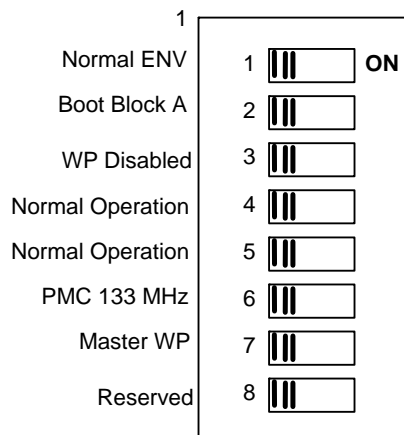 1
Normal ENV 1 ON
Boot Block A 2
WP Disabled 3
Normal Operation 4
Normal Operation 5
PMC 133 MHz 6
Master WP 7
Reserved 8